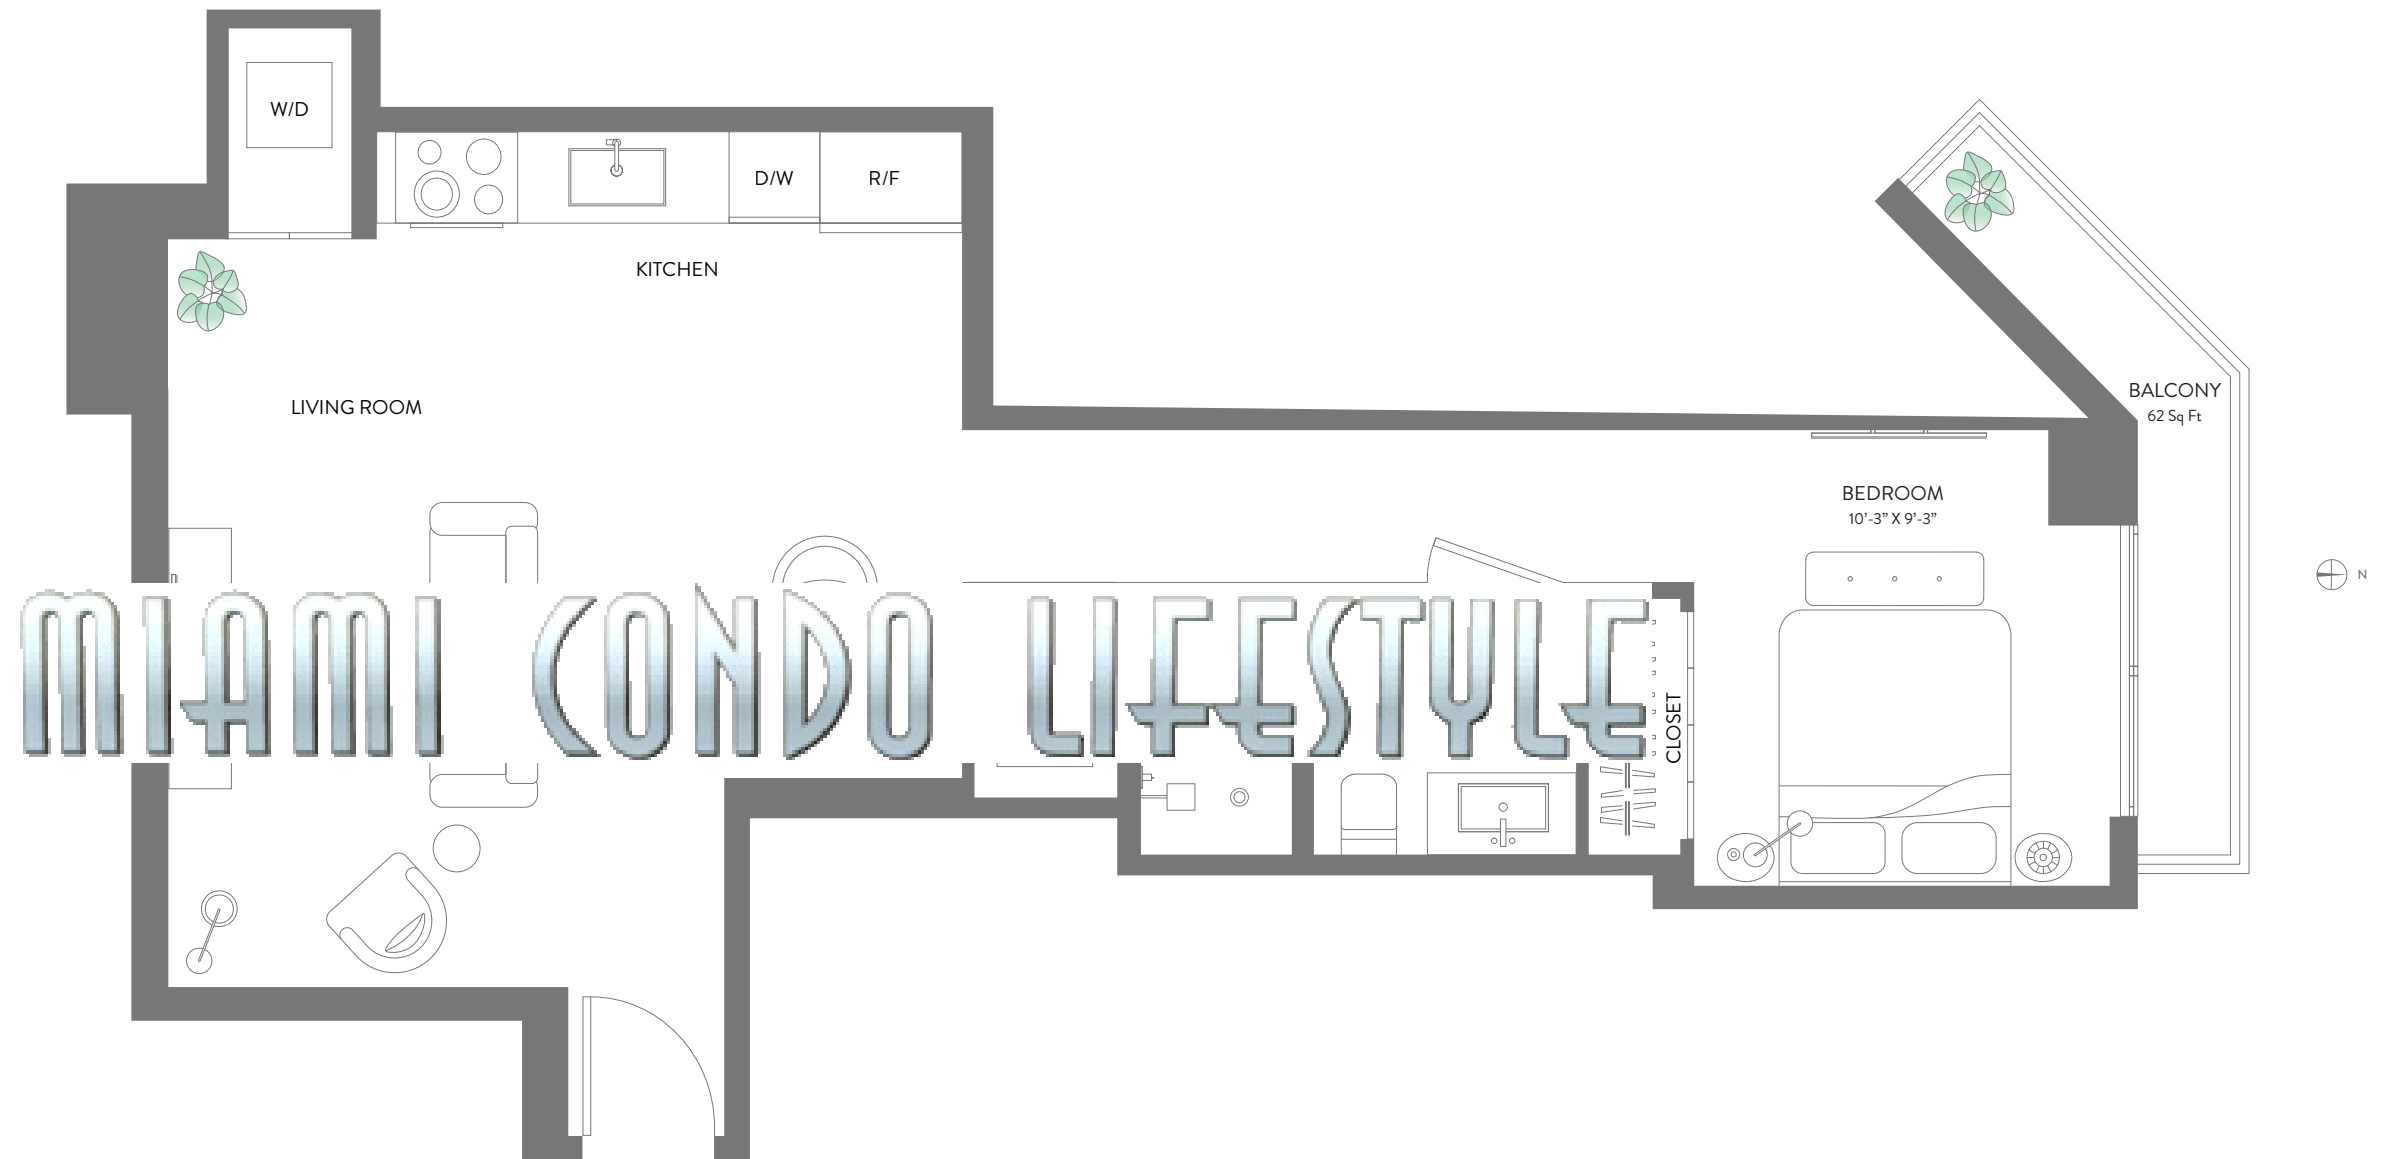 W/D
D/W
R/F
KITCHEN
LIVING ROOM
BALCONY
62 Sq Ft
BEDROOM
10’-3” X 9’-3”
N
MIAMI CONDO LIFESTYLE
CLOSET